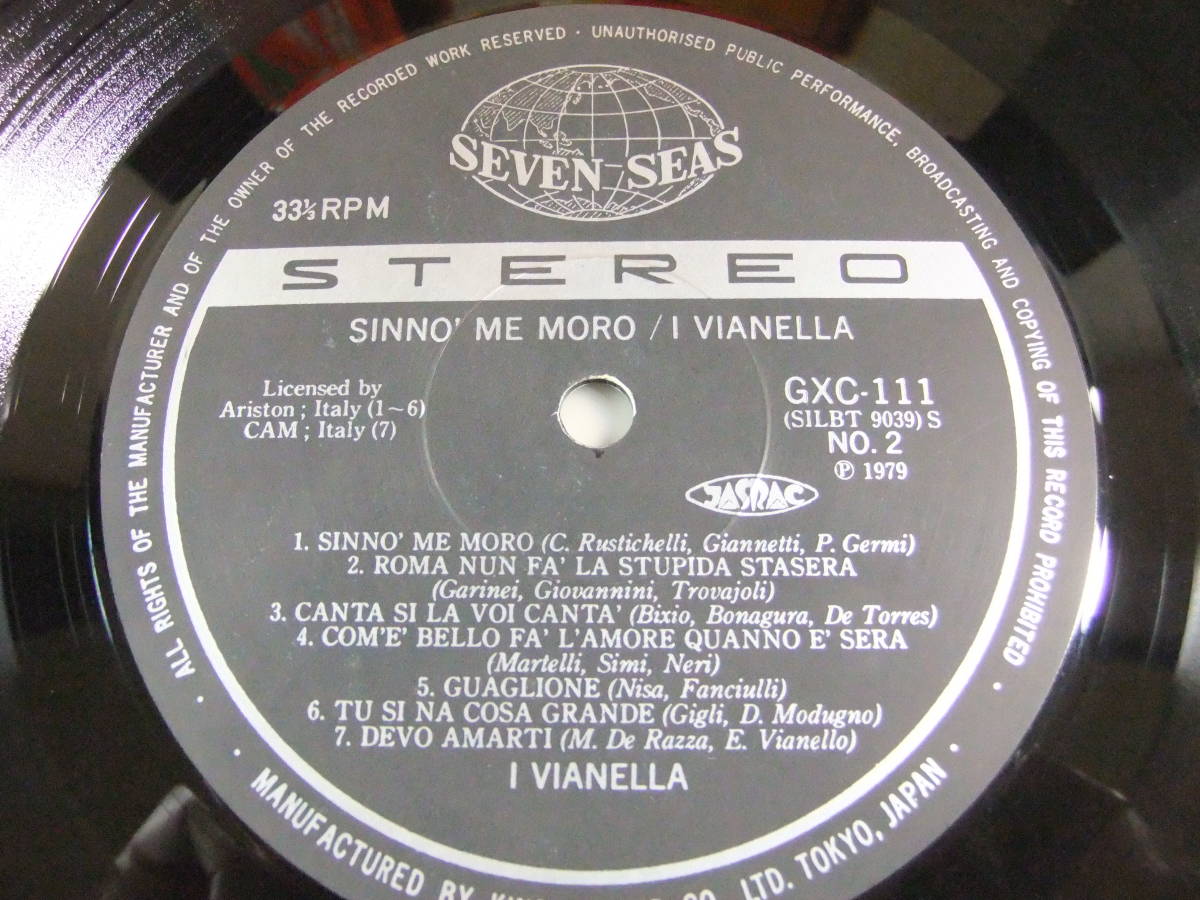 ALL RIGHTS OF THE MANUFACTURER AND OF THE OWNER OF THE RECORDED WORK RESERVED · UNAUTHORISED PUBLIC PERFORMANCE, BROADCASTING AND COPYING OF THIS RECORD PROHIBITED ·
SEVEN SEAS
33⅓ RPM
STEREO
SINNO' ME MORO / I VIANELLA
Licensed by
Ariston ; Italy (1~6)
CAM ; Italy (7)
GXC-111
(SILBT 9039) S
NO. 2
℗ 1979
JASRAC
1. SINNO' ME MORO (C. Rustichelli, Giannetti, P. Germi)
2. ROMA NUN FA' LA STUPIDA STASERA
(Garinei, Giovannini, Trovajoli)
3. CANTA SI LA VOI CANTA' (Bixio, Bonagura, De Torres)
4. COM'E' BELLO FA' L'AMORE QUANNO E' SERA
(Martelli, Simi, Neri)
5. GUAGLIONE (Nisa, Fanciulli)
6. TU SI NA COSA GRANDE (Gigli, D. Modugno)
7. DEVO AMARTI (M. De Razza, E. Vianello)
I VIANELLA
· MANUFACTURED BY CO., LTD. TOKYO, JAPAN ·